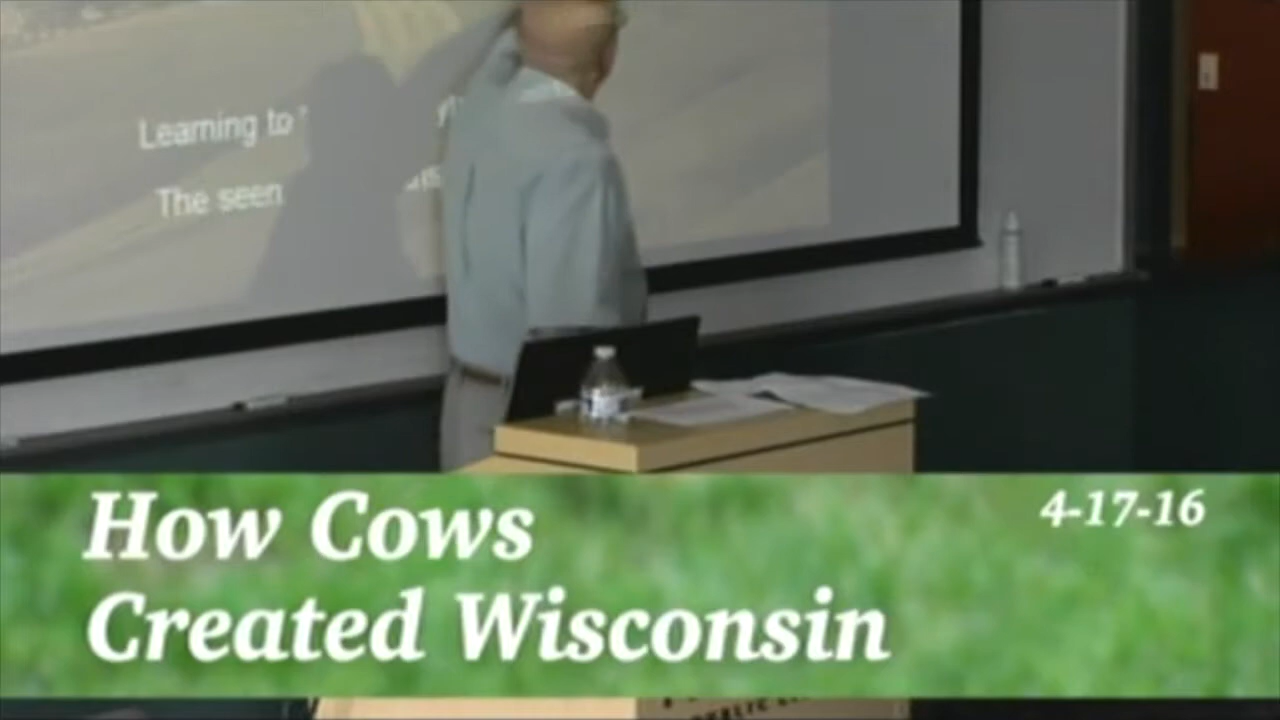 Learning to
The seen
4-17-16
How Cows
Created Wisconsin